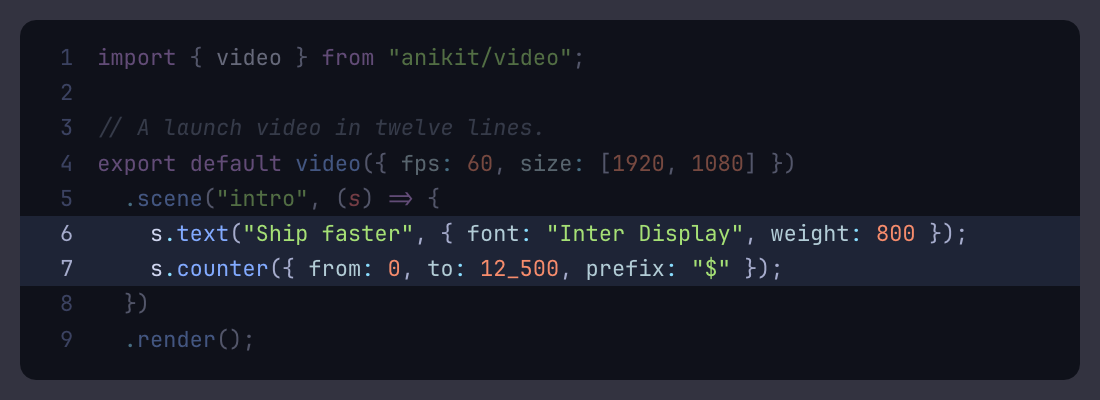 1 import { video } from "anikit/video";
2
3 // A launch video in twelve lines.
4 export default video({ fps: 60, size: [1920, 1080] })
5   .scene("intro", (s) => {
6     s.text("Ship faster", { font: "Inter Display", weight: 800 });
7     s.counter({ from: 0, to: 12_500, prefix: "$" });
8   })
9   .render();